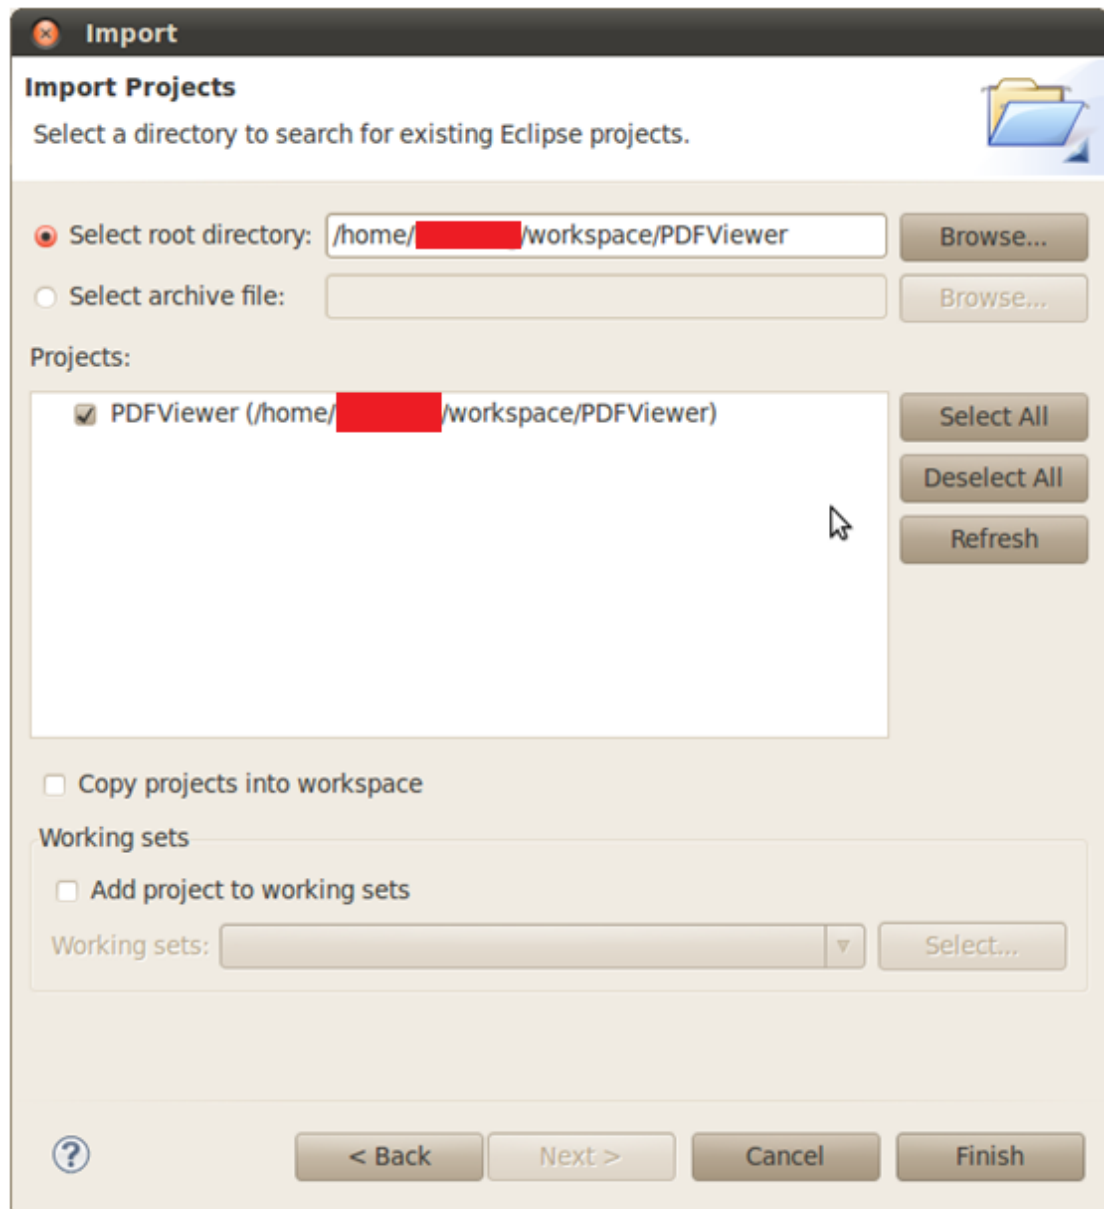 Import
Import Projects
Select a directory to search for existing Eclipse projects.
Select root directory: /home/ /workspace/PDFViewer Browse...
Select archive file: Browse...
Projects:
PDFViewer (/home/ /workspace/PDFViewer) Select All
Deselect All
Refresh
Copy projects into workspace
Working sets
Add project to working sets
Working sets: Select...
? < Back Next > Cancel Finish